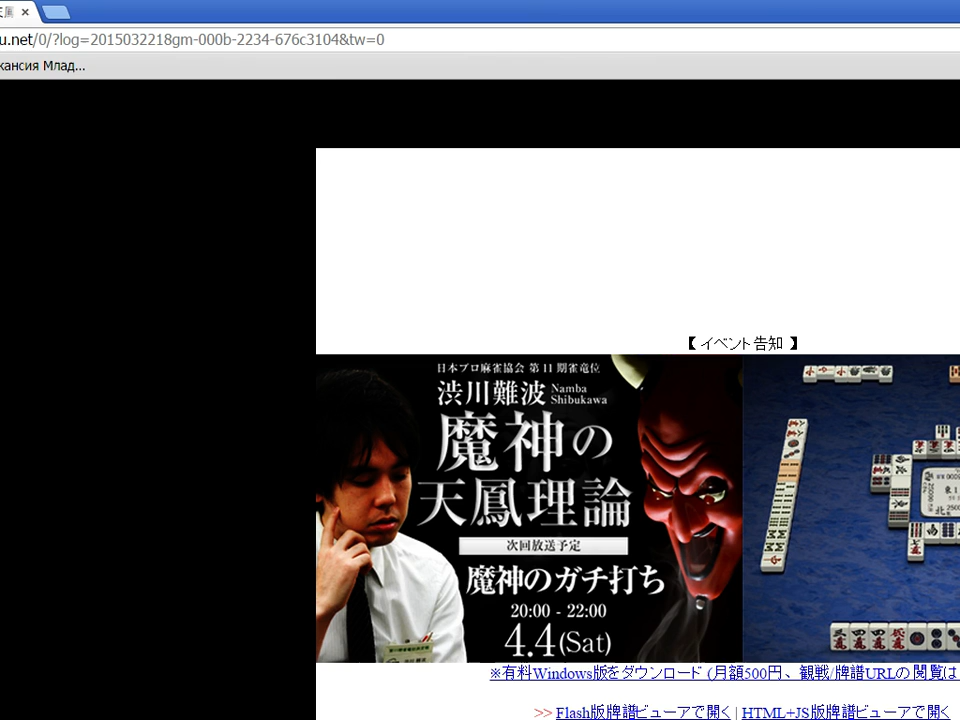 u.net/0/?log=2015032218gm-000b-2234-676c3104&tw=0
кансия Млад...
【 イベント告知 】
日本プロ麻雀協会 第11期雀竜位
渋川難波 Namba Shibukawa
魔神の
天鳳理論
次回放送予定
魔神のガチ打ち
20:00 - 22:00
4.4(Sat)
※有料Windows版をダウンロード (月額500円、観戦/牌譜URLの閲覧は
>> Flash版牌譜ビューアで開く | HTML+JS版牌譜ビューアで開く